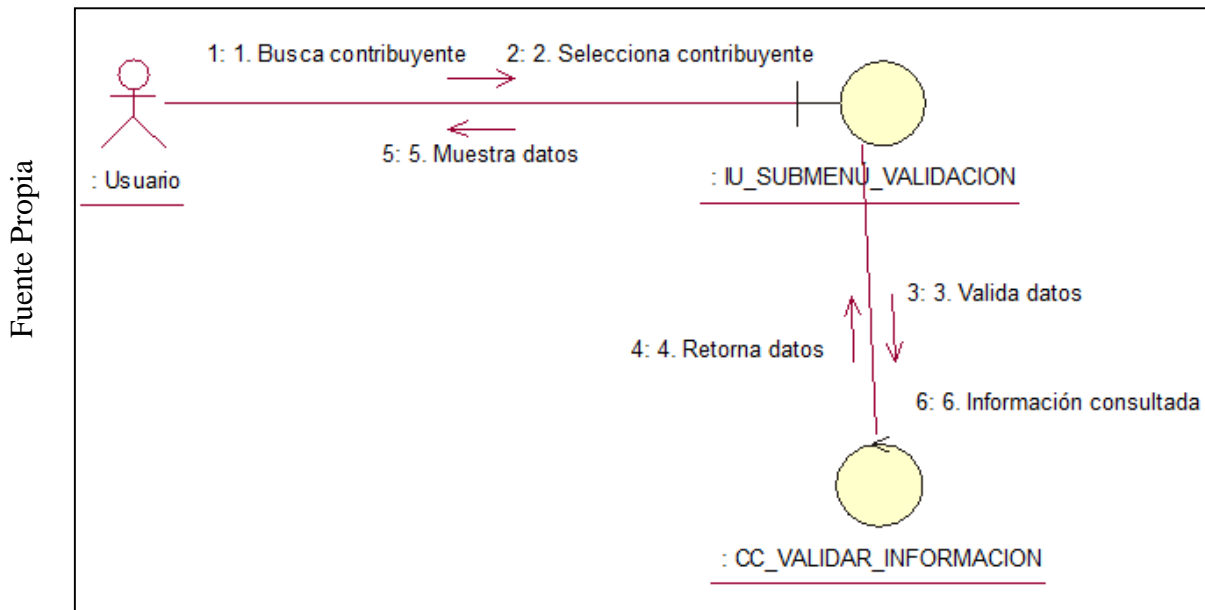 Fuente Propia
1: 1. Busca contribuyente
2: 2. Selecciona contribuyente
5: 5. Muestra datos
: Usuario
: IU_SUBMENU_VALIDACION
3: 3. Valida datos
4: 4. Retorna datos
6: 6. Información consultada
: CC_VALIDAR_INFORMACION